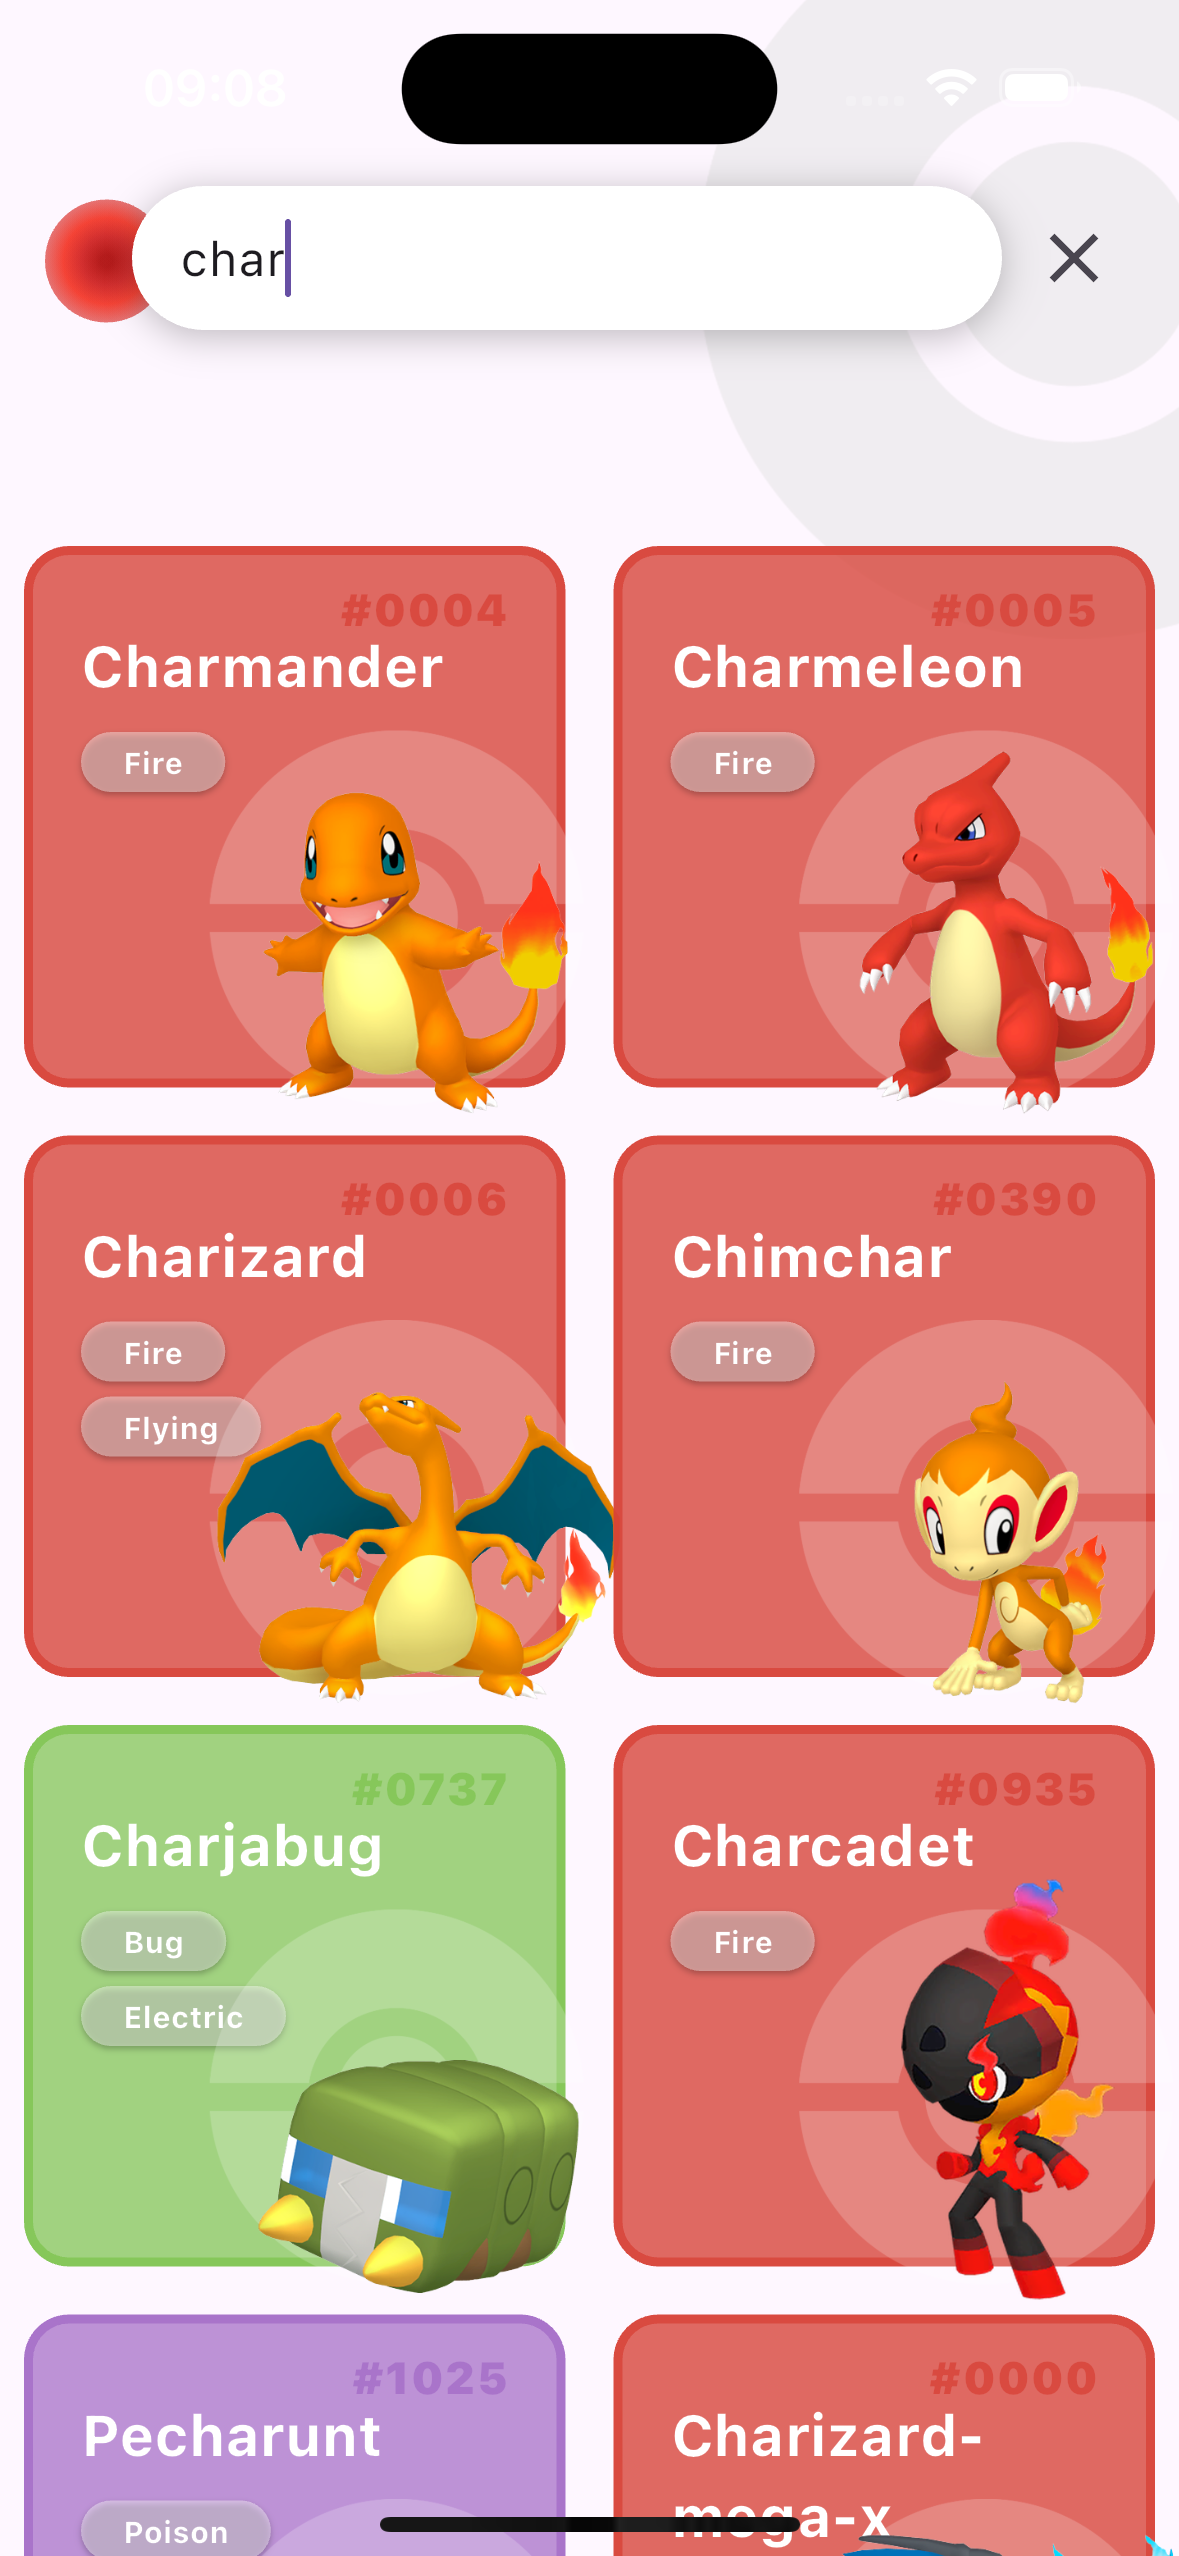 09:08
char
#0004
Charmander
Fire
#0005
Charmeleon
Fire
#0006
Charizard
Fire
Flying
#0390
Chimchar
Fire
#0737
Charjabug
Bug
Electric
#0935
Charcadet
Fire
#1025
Pecharunt
Poison
#0000
Charizard-
mega-x